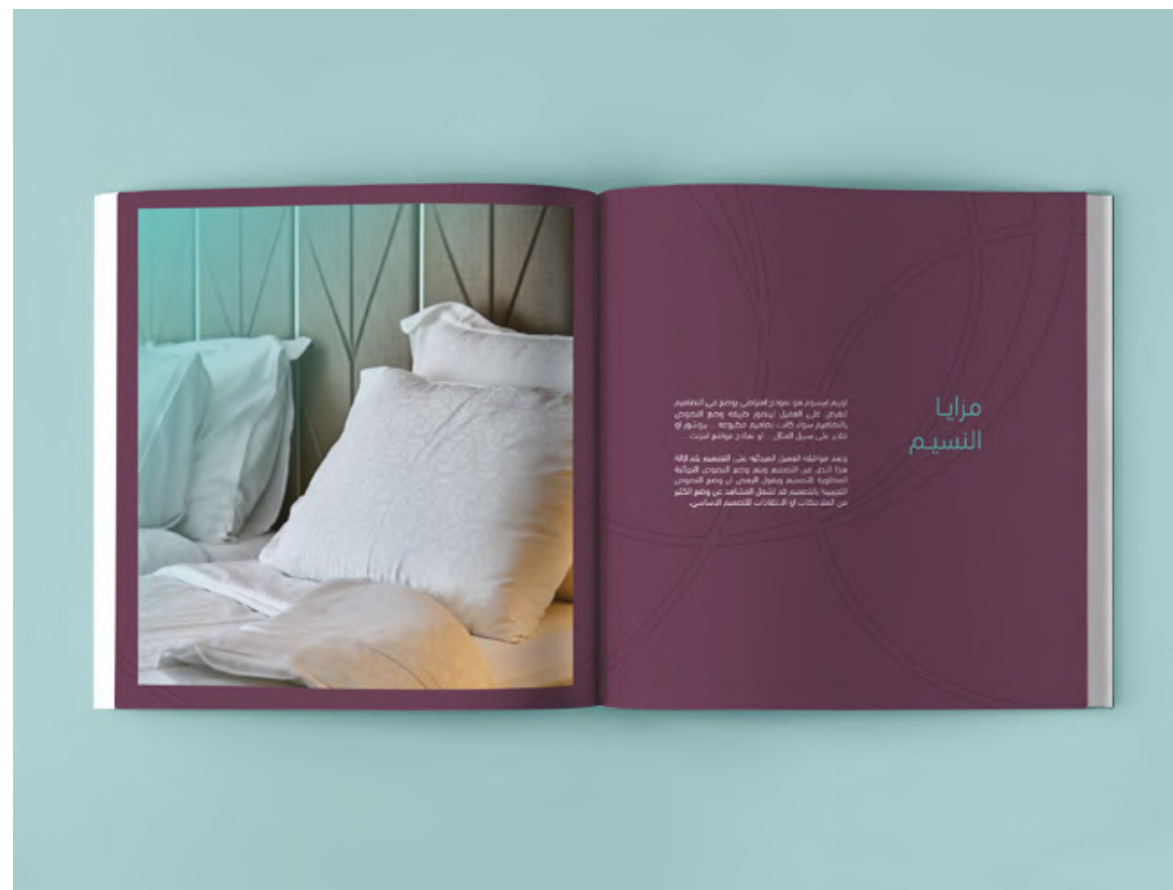 مزايا
النسيم
لوريم ايبسوم هو نموذج افتراضي يوضع في التصاميم
لتعرض على العميل ليتصور طريقه وضع النصوص
بالتصاميم سواء كانت تصاميم مطبوعه ... بروشور او
فلاير على سبيل المثال ... او نماذج مواقع انترنت ...
وعند موافقه العميل المبدئيه على التصميم يتم ازالة
هذا النص من التصميم ويتم وضع النصوص النهائية
المطلوبة للتصميم ويقول البعض ان وضع النصوص
التجريبية بالتصميم قد تشغل المشاهد عن وضع الكثير
من الملاحظات او الانتقادات للتصميم الاساسي.